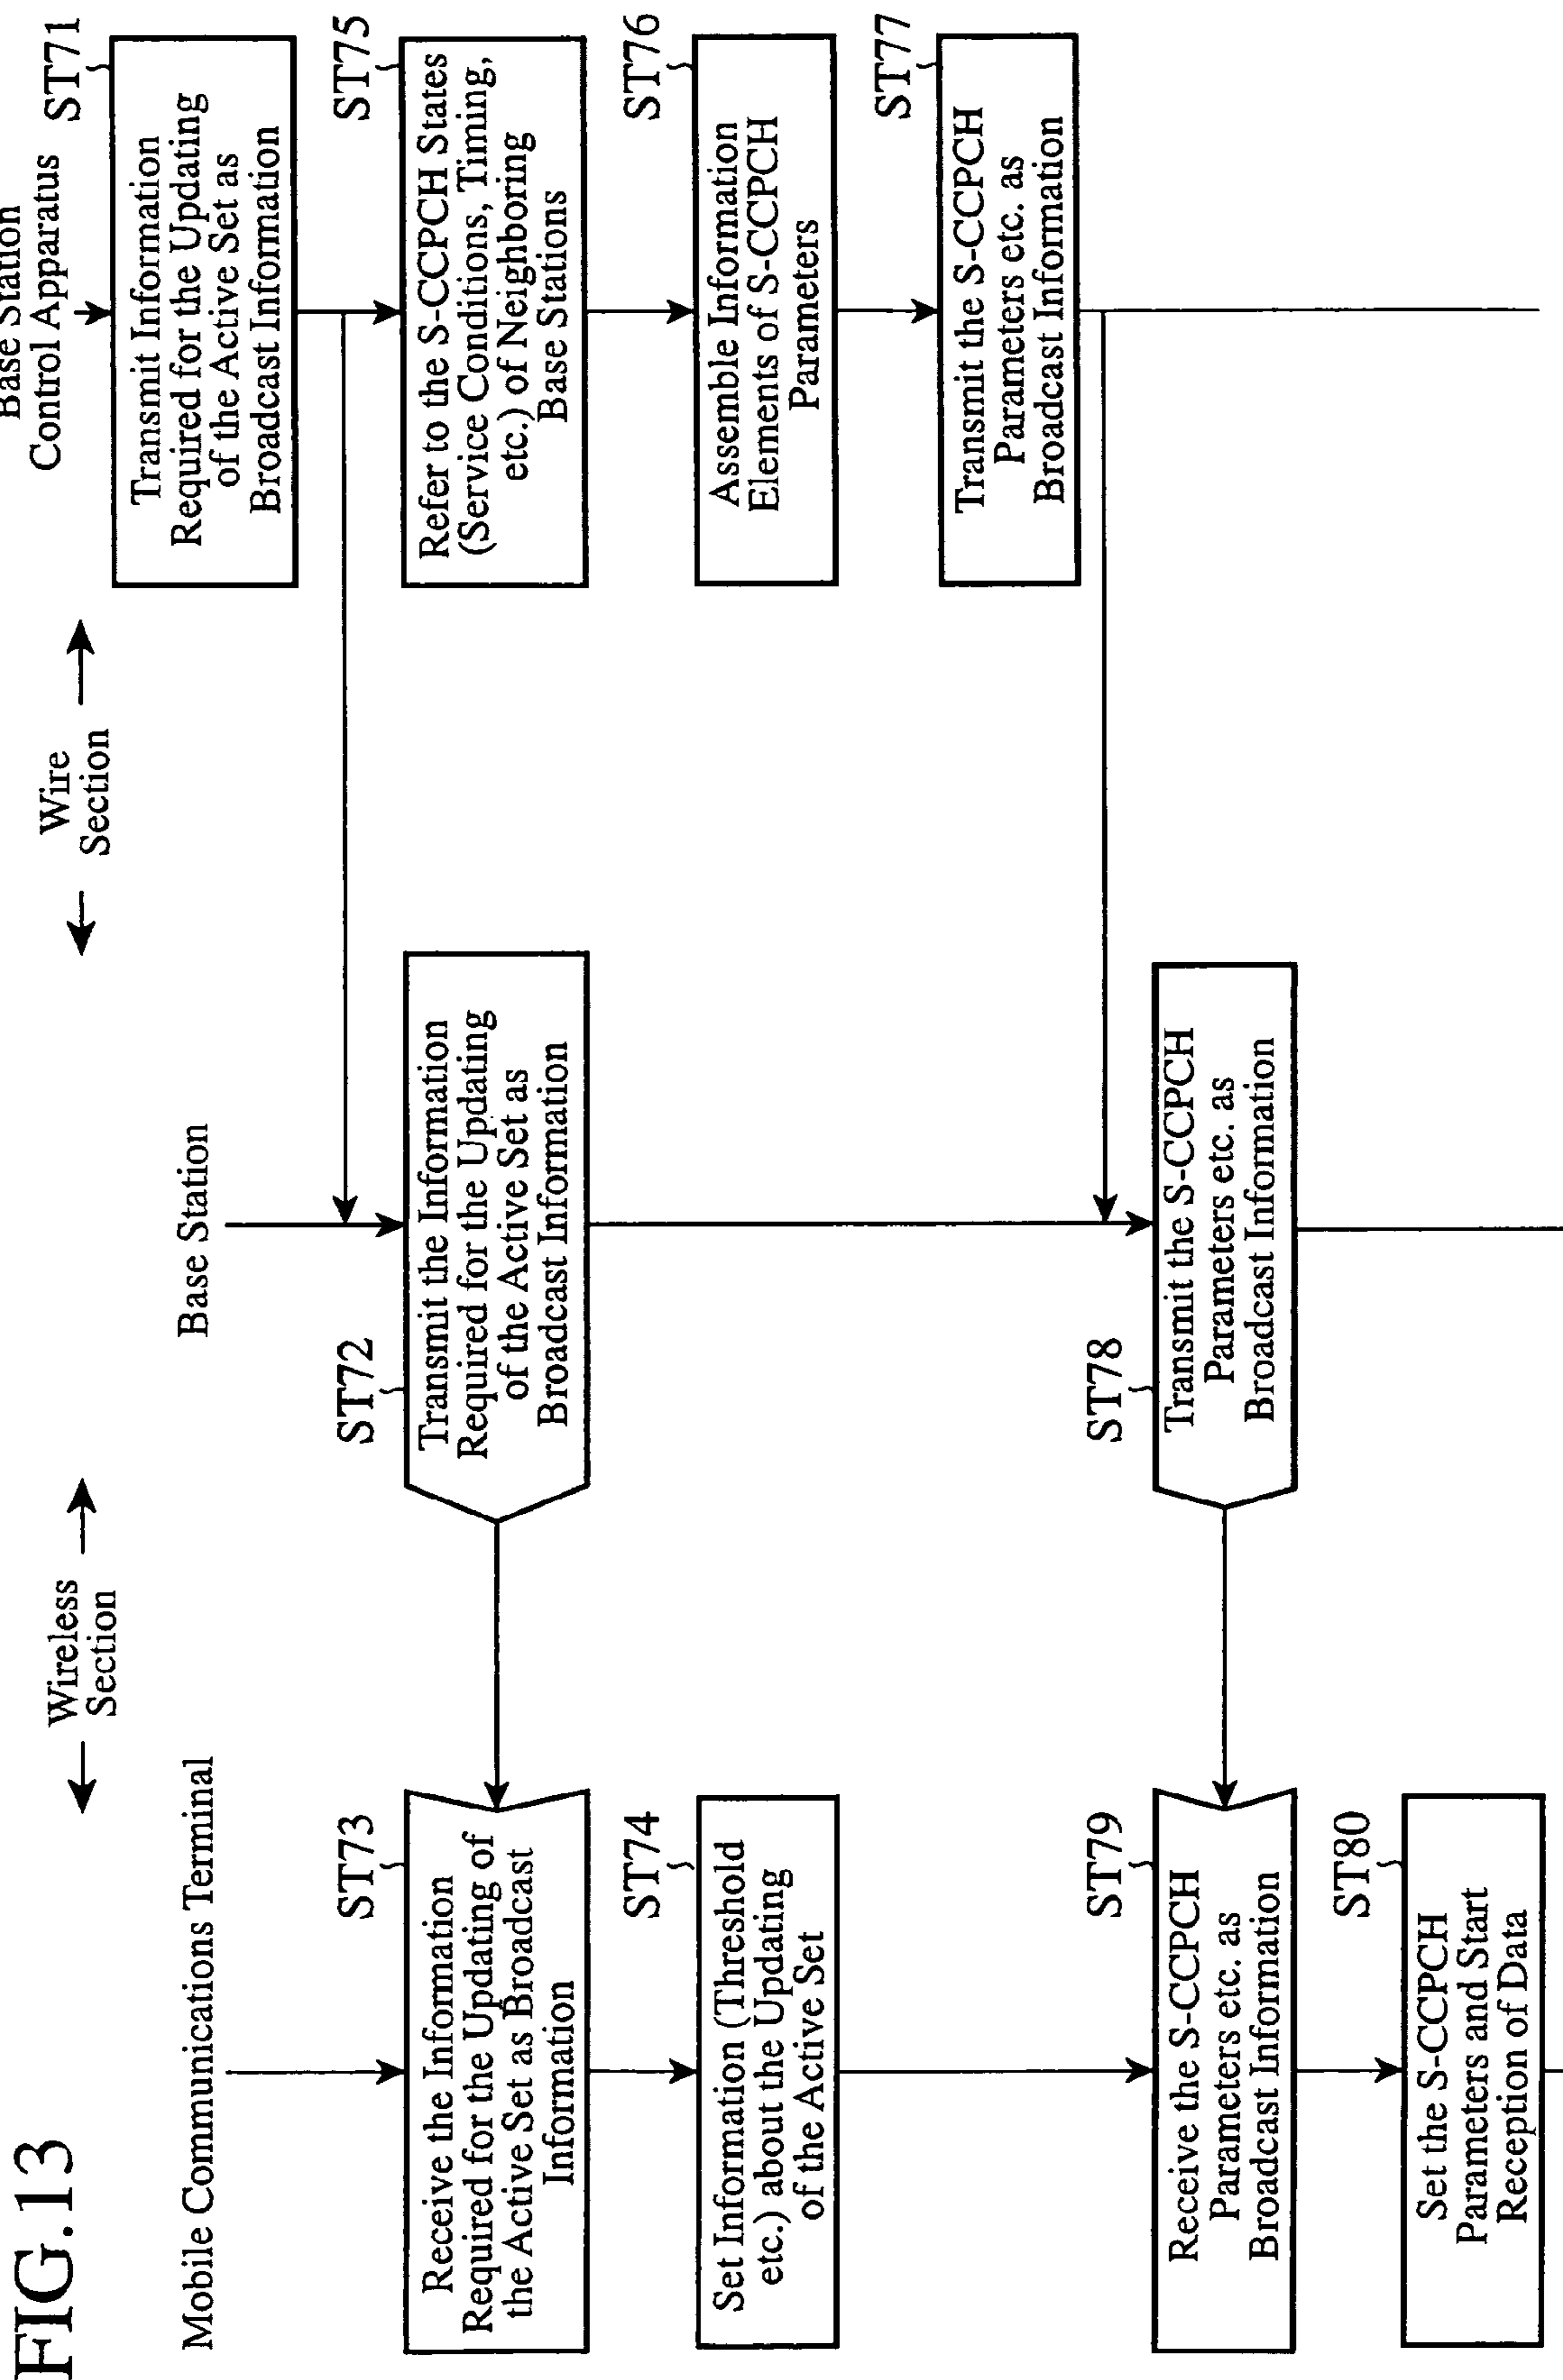 FIG.13
Wireless
Section
Wire
Section
Mobile Communications Terminal
Base Station
Base Station
Control Apparatus
ST71
Transmit Information
Required for the Updating
of the Active Set as
Broadcast Information
ST72
Transmit the Information
Required for the Updating
of the Active Set as
Broadcast Information
ST73
Receive the Information
Required for the Updating of
the Active Set as Broadcast
Information
ST74
Set Information (Threshold
etc.) about the Updating
of the Active Set
ST75
Refer to the S-CCPCH States
(Service Conditions, Timing,
etc.) of Neighboring
Base Stations
ST76
Assemble Information
Elements of S-CCPCH
Parameters
ST77
Transmit the S-CCPCH
Parameters etc. as
Broadcast Information
ST78
Transmit the S-CCPCH
Parameters etc. as
Broadcast Information
ST79
Receive the S-CCPCH
Parameters etc. as
Broadcast Information
ST80
Set the S-CCPCH
Parameters and Start
Reception of Data